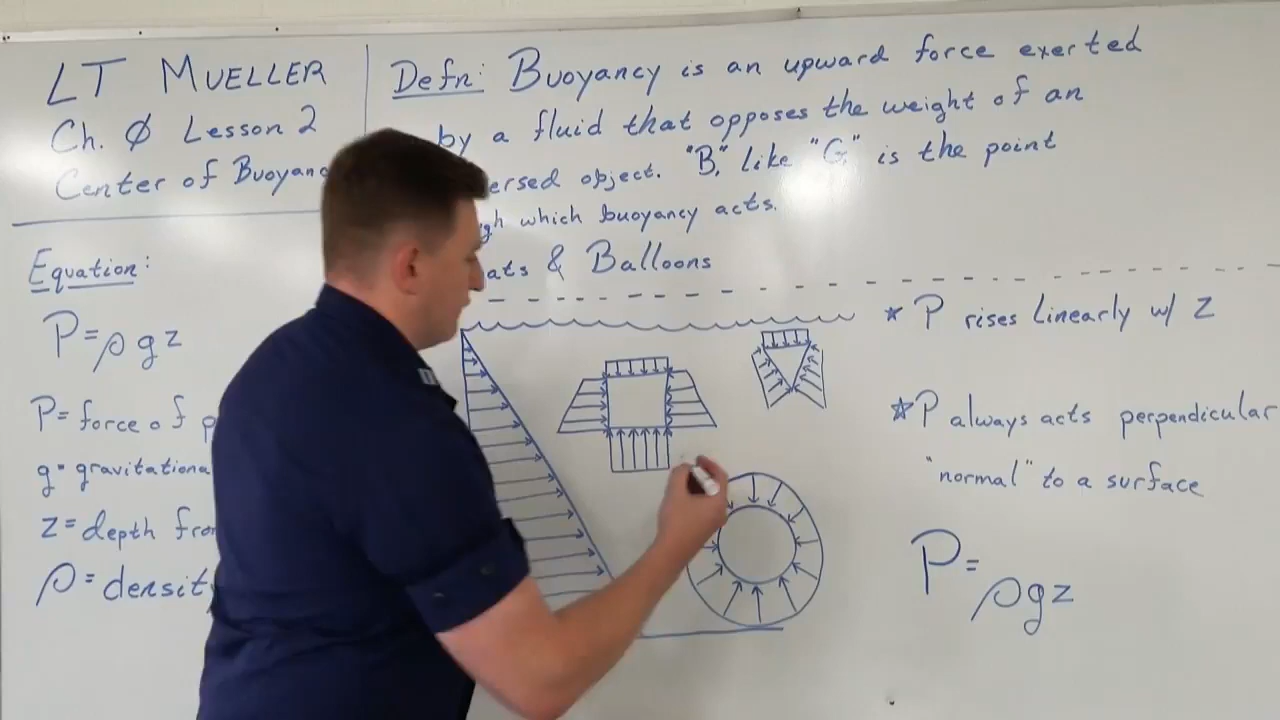 LT MUELLER
Ch. Ø Lesson 2
Center of Buoyanc
Defn: Buoyancy is an upward force exerted
by a fluid that opposes the weight of an
ersed object. "B," like "G," is the point
gh which buoyancy acts.
ats & Balloons
Equation:
P = ρgz
P = force of p
g = gravitationa
z = depth fro
ρ = density
* P rises linearly w/ z
* P always acts perpendicular
"normal" to a surface
P = ρgz